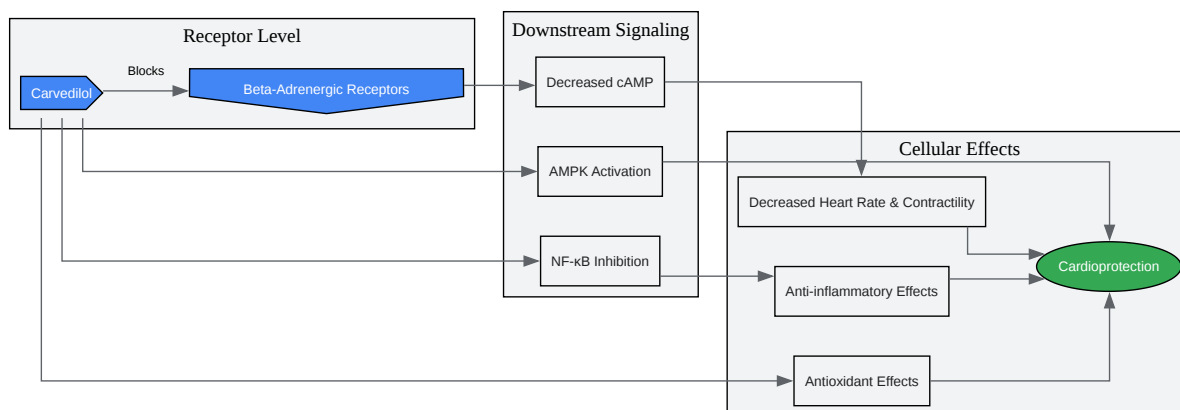 Receptor Level
Downstream Signaling
Carvedilol
Blocks
Beta-Adrenergic Receptors
Decreased cAMP
AMPK Activation
NF-κB Inhibition
Cellular Effects
Decreased Heart Rate & Contractility
Anti-inflammatory Effects
Antioxidant Effects
Cardioprotection